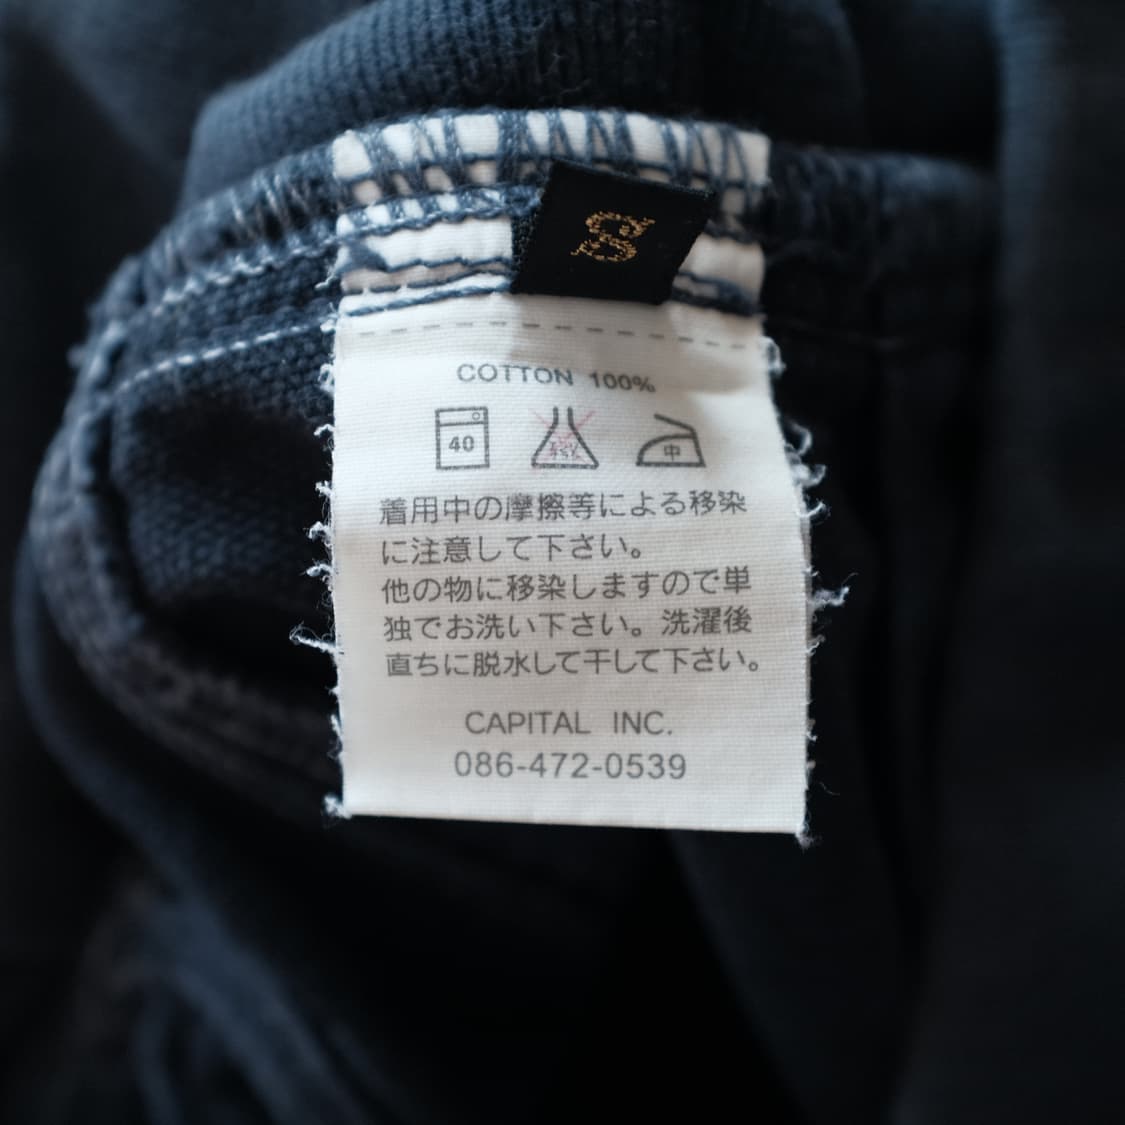 S
COTTON 100%
40 中
着用中の摩擦等による移染
に注意して下さい。
他の物に移染しますので単
独でお洗い下さい。洗濯後
直ちに脱水して干して下さい。
CAPITAL INC.
086-472-0539